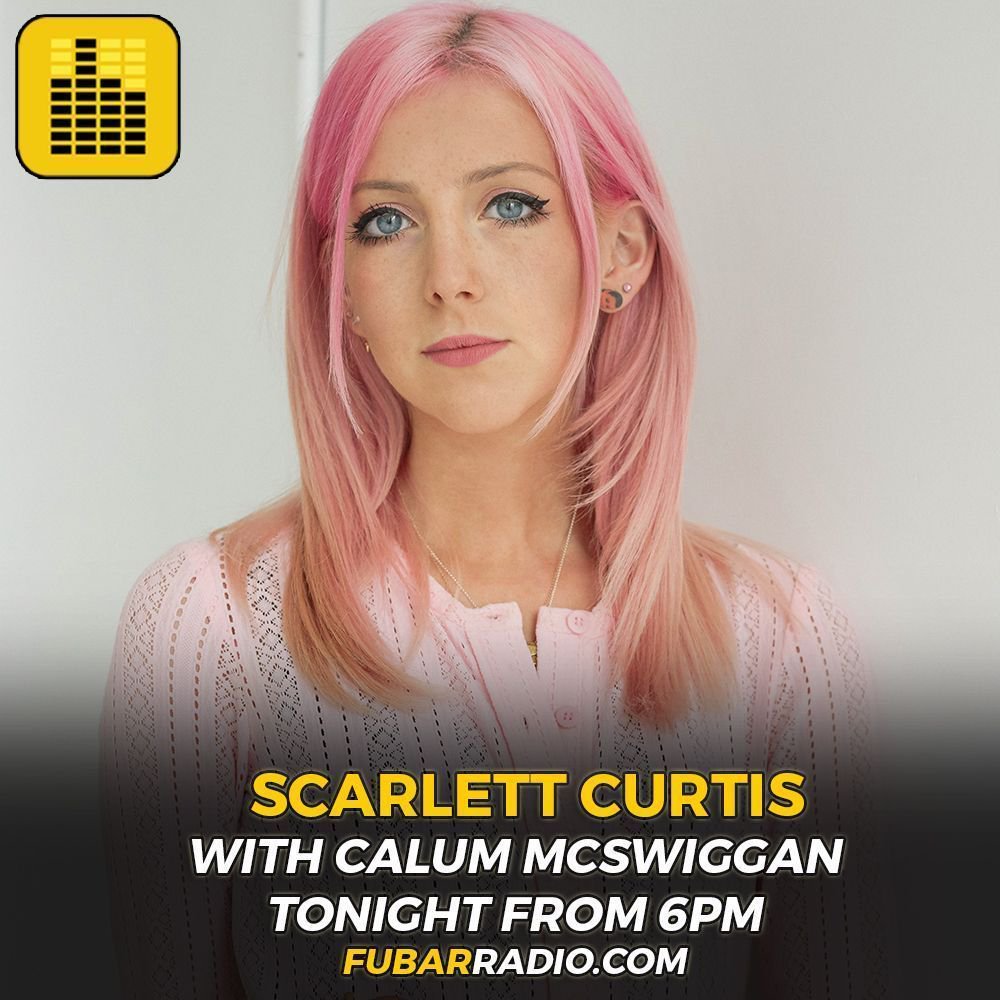 SCARLETT CURTIS
WITH CALUM MCSWIGGAN
TONIGHT FROM 6PM
FUBARRADIO.COM